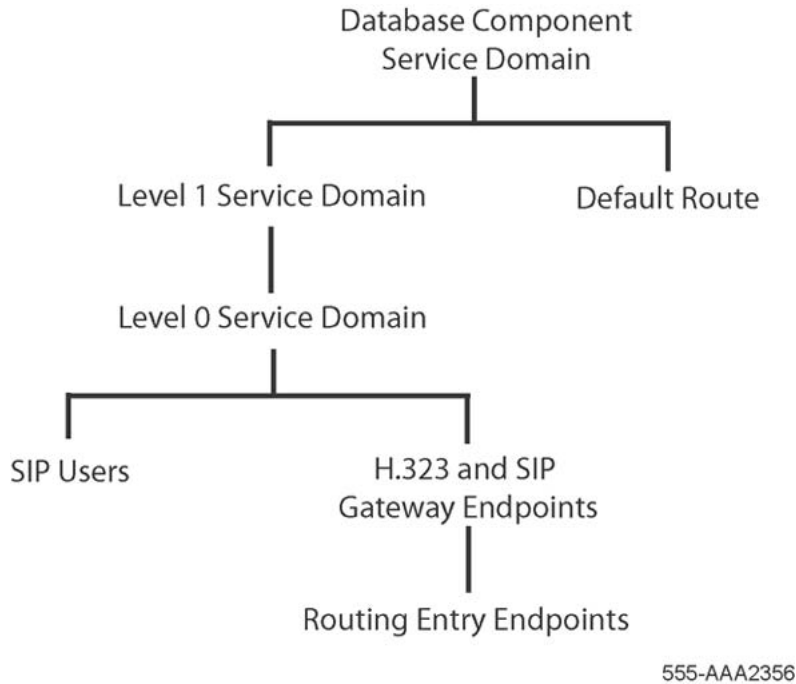 Database Component
Service Domain
Level 1 Service Domain
Default Route
Level 0 Service Domain
SIP Users
H.323 and SIP
Gateway Endpoints
Routing Entry Endpoints
555-AAA2356